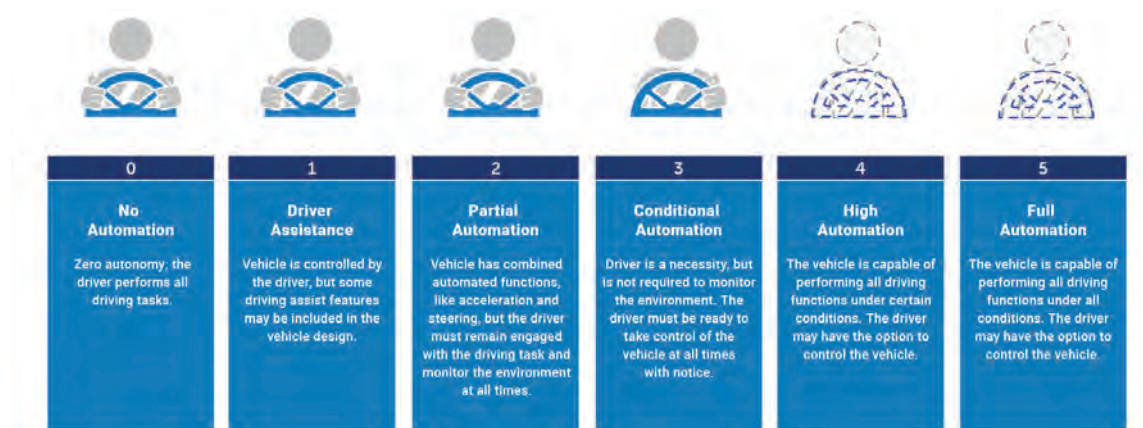 0
No
Automation
Zero autonomy; the
driver performs all
driving tasks.
1
Driver
Assistance
Vehicle is controlled by
the driver, but some
driving assist features
may be included in the
vehicle design.
2
Partial
Automation
Vehicle has combined
automated functions,
like acceleration and
steering, but the driver
must remain engaged
with the driving task and
monitor the environment
at all times.
3
Conditional
Automation
Driver is a necessity, but
is not required to monitor
the environment. The
driver must be ready to
take control of the
vehicle at all times
with notice.
4
High
Automation
The vehicle is capable of
performing all driving
functions under certain
conditions. The driver
may have the option to
control the vehicle.
5
Full
Automation
The vehicle is capable of
performing all driving
functions under all
conditions. The driver
may have the option to
control the vehicle.